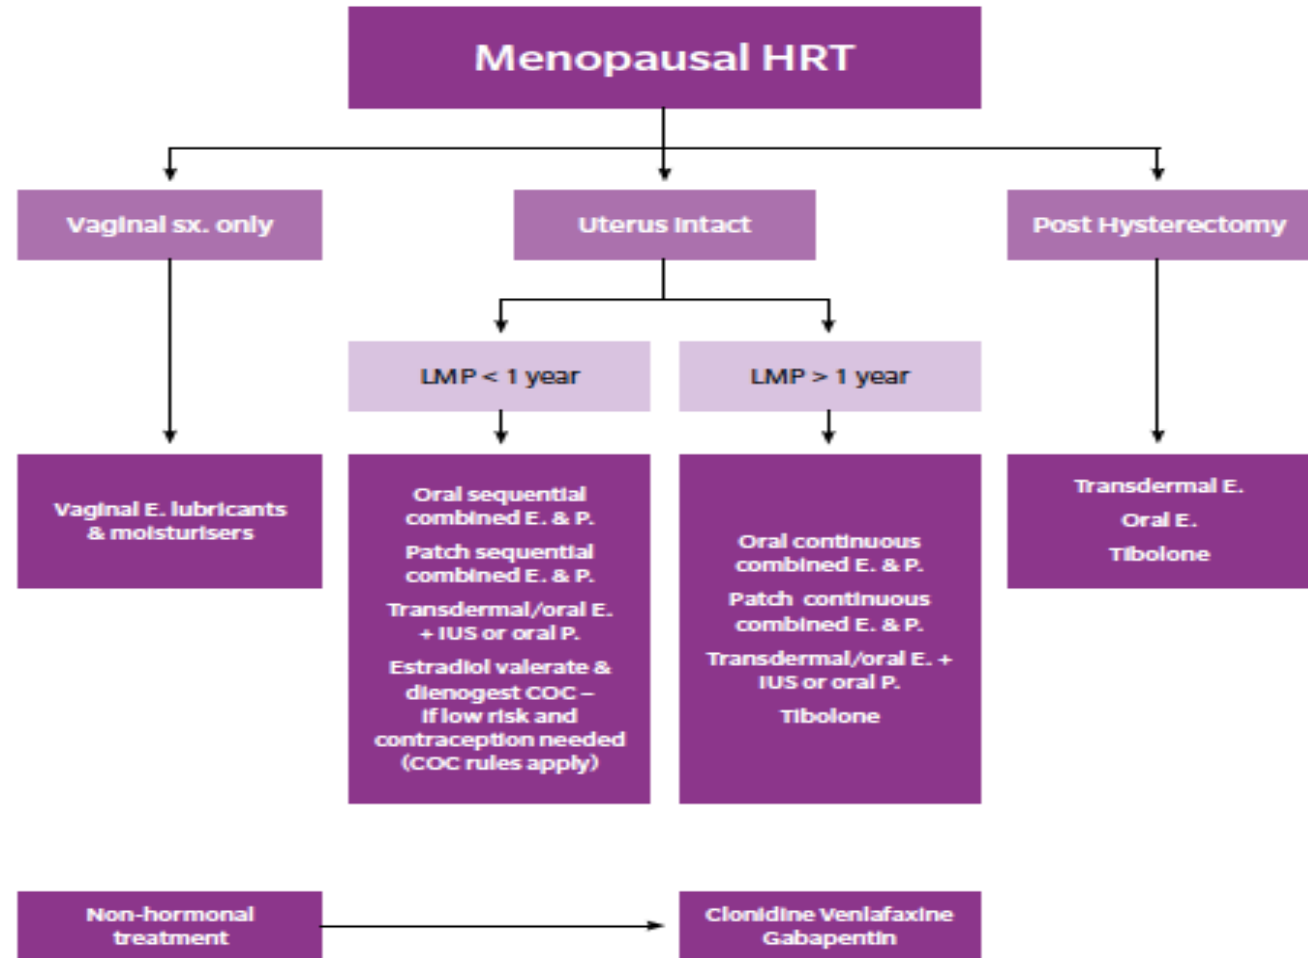 Menopausal HRT
Vaginal sx. only
Uterus Intact
Post Hysterectomy
LMP < 1 year
LMP > 1 year
Vaginal E. lubricants
& moisturisers
Oral sequential
combined E. & P.
Patch sequential
combined E. & P.
Transdermal/oral E.
+ IUS or oral P.
Estradiol valerate &
dienogest COC –
if low risk and
contraception needed
(COC rules apply)
Oral continuous
combined E. & P.
Patch continuous
combined E. & P.
Transdermal/oral E. +
IUS or oral P.
Tibolone
Transdermal E.
Oral E.
Tibolone
Non-hormonal
treatment
Clonidine Venlafaxine
Gabapentin